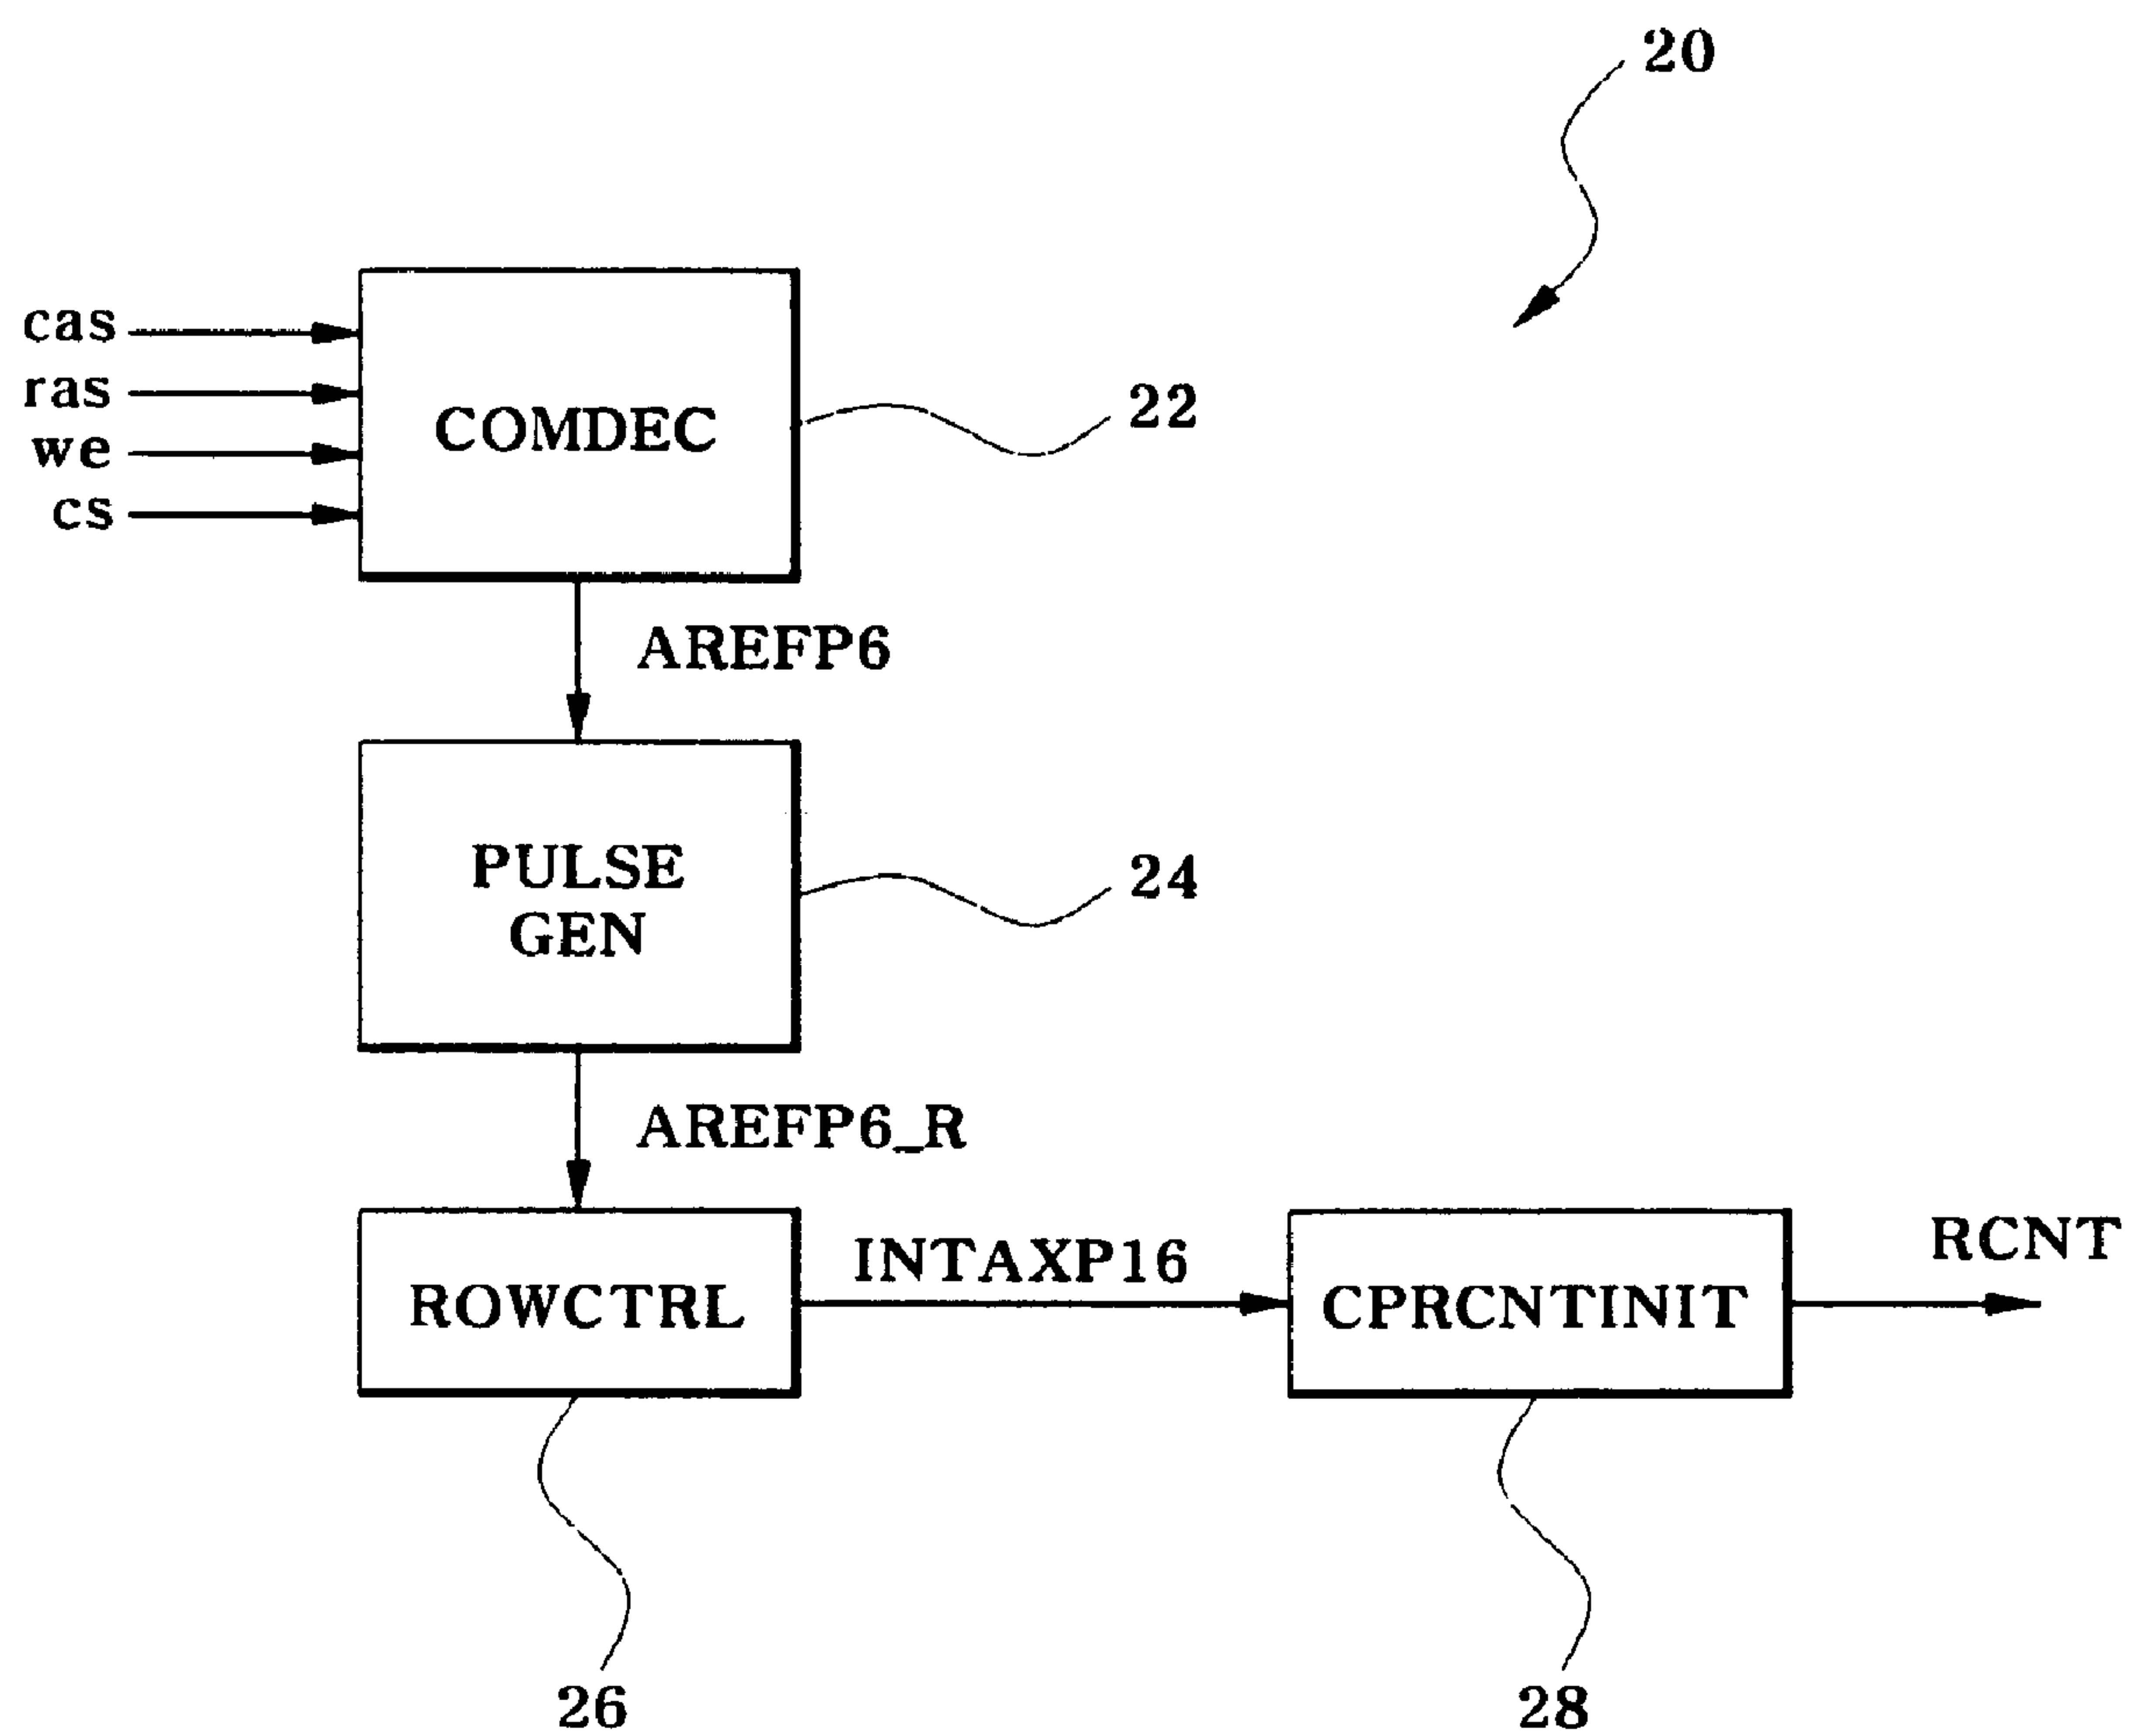 20
cas
ras
we
cs
COMDEC
22
AREFP6
PULSE
GEN
24
AREFP6_R
ROWCTRL
INTAXP16
CPRCNTINIT
RCNT
26
28